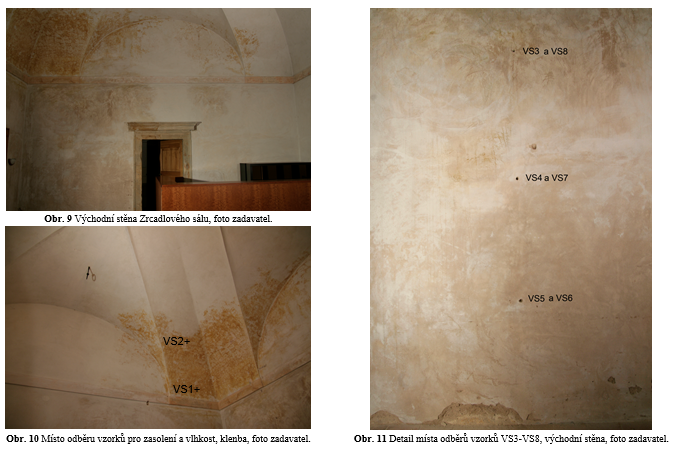 Obr. 9 Východní stěna Zrcadlového sálu, foto zadavatel.
VS2+
VS1+
Obr. 10 Místo odběru vzorků pro zasolení a vlhkost, klenba, foto zadavatel.
VS3 a VS8
VS4 a VS7
VS5 a VS6
Obr. 11 Detail místa odběrů vzorků VS3-VS8, východní stěna, foto zadavatel.